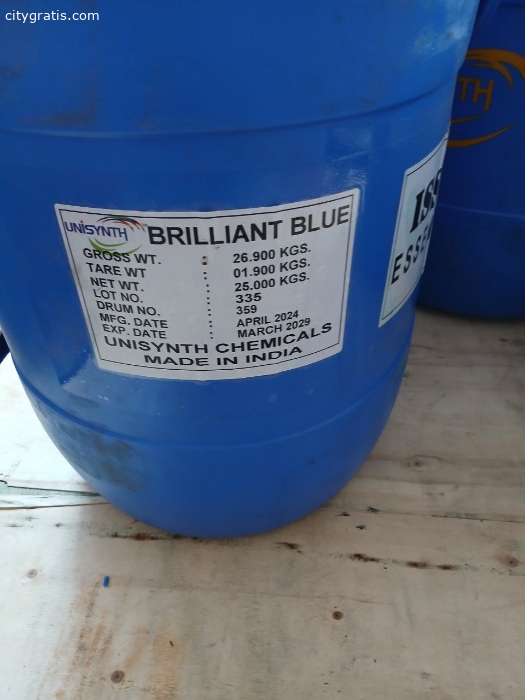 citygratis.com
UNISYNTH BRILLIANT BLUE
GROSS WT. : 26.900 KGS.
TARE WT : 01.900 KGS.
NET WT. : 25.000 KGS.
LOT NO. : 335
DRUM NO. : 359
MFG. DATE : APRIL 2024
EXP. DATE : MARCH 2029
UNISYNTH CHEMICALS
MADE IN INDIA
TH